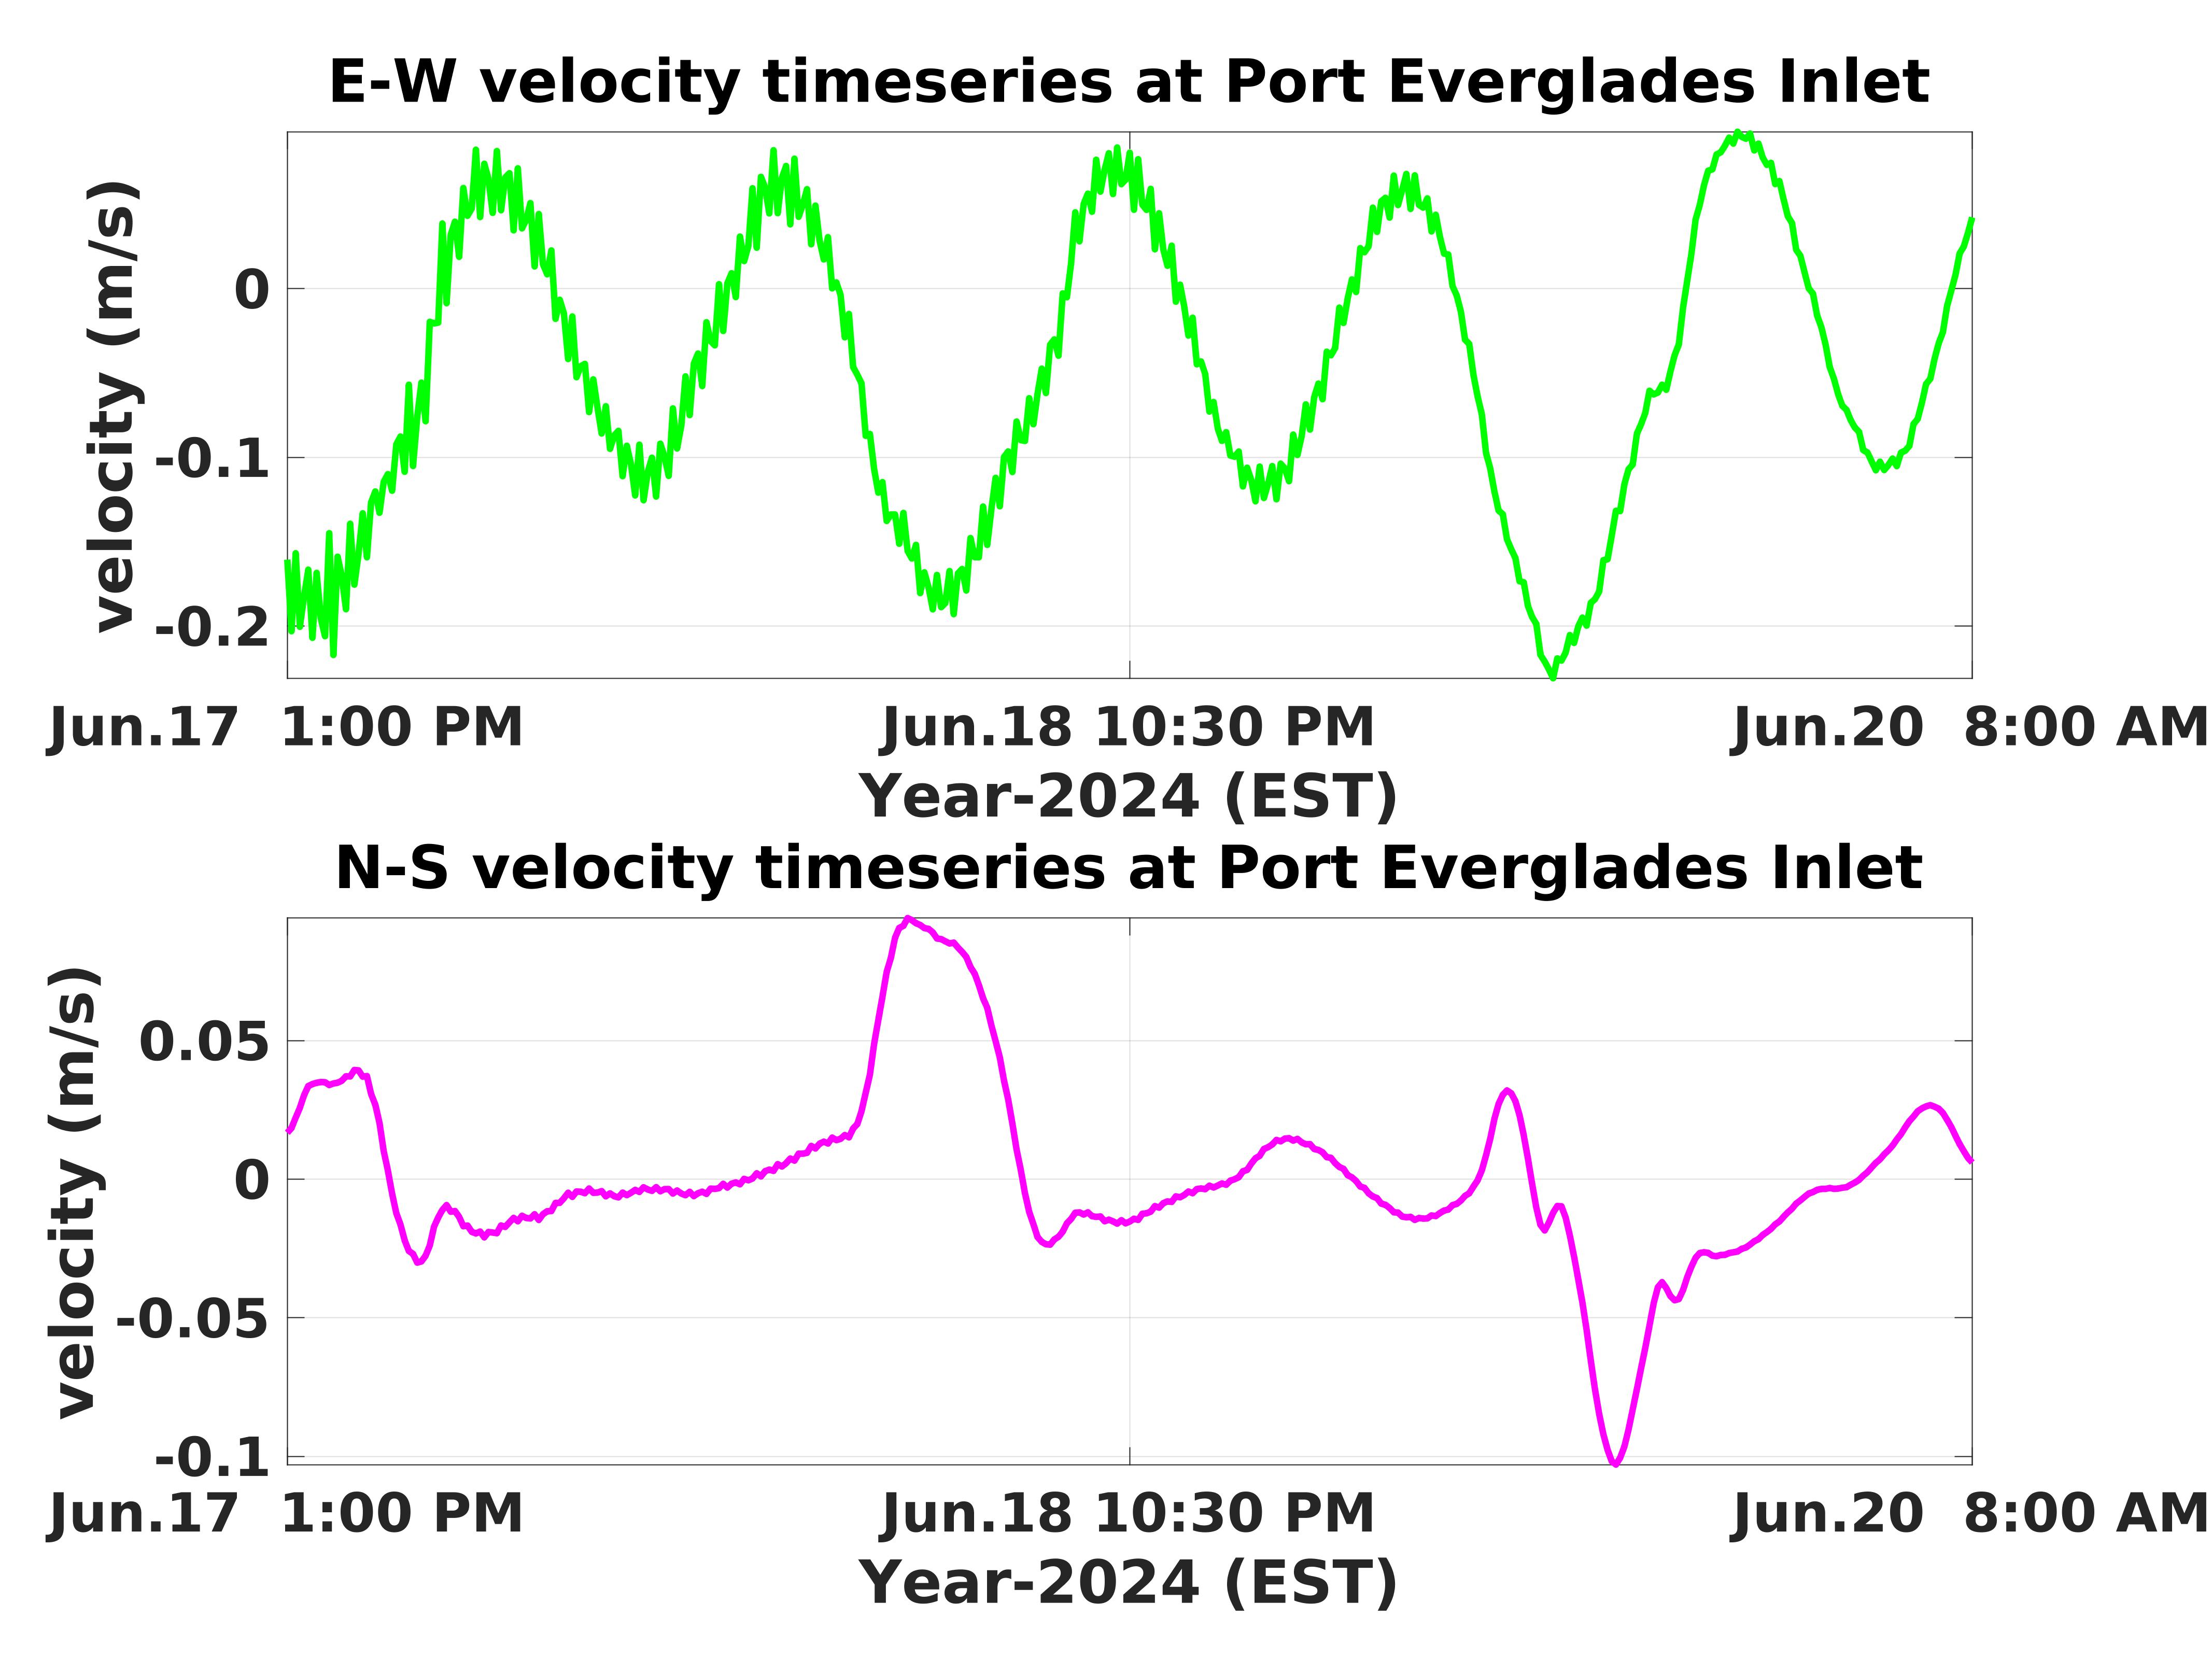 E-W velocity timeseries at Port Everglades Inlet
velocity (m/s)
0
-0.1
-0.2
Jun.17  1:00 PM
Jun.18 10:30 PM
Jun.20  8:00 AM
Year-2024 (EST)
N-S velocity timeseries at Port Everglades Inlet
velocity (m/s)
0.05
0
-0.05
-0.1
Jun.17  1:00 PM
Jun.18 10:30 PM
Jun.20  8:00 AM
Year-2024 (EST)